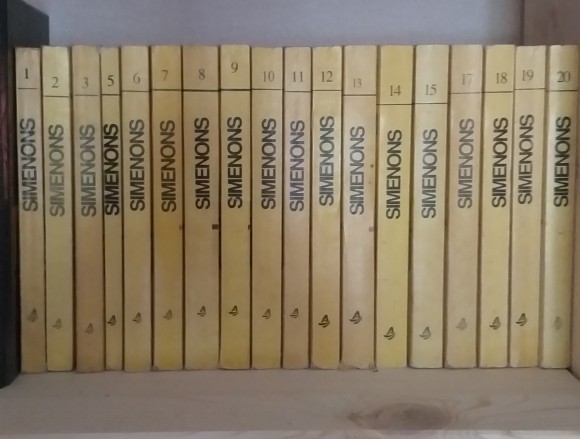 1
SIMENONS
2
SIMENONS
3
SIMENONS
5
SIMENONS
6
SIMENONS
7
SIMENONS
8
SIMENONS
9
SIMENONS
10
SIMENONS
11
SIMENONS
12
SIMENONS
13
SIMENONS
14
SIMENONS
15
SIMENONS
17
SIMENONS
18
SIMENONS
19
SIMENONS
20
SIMENONS